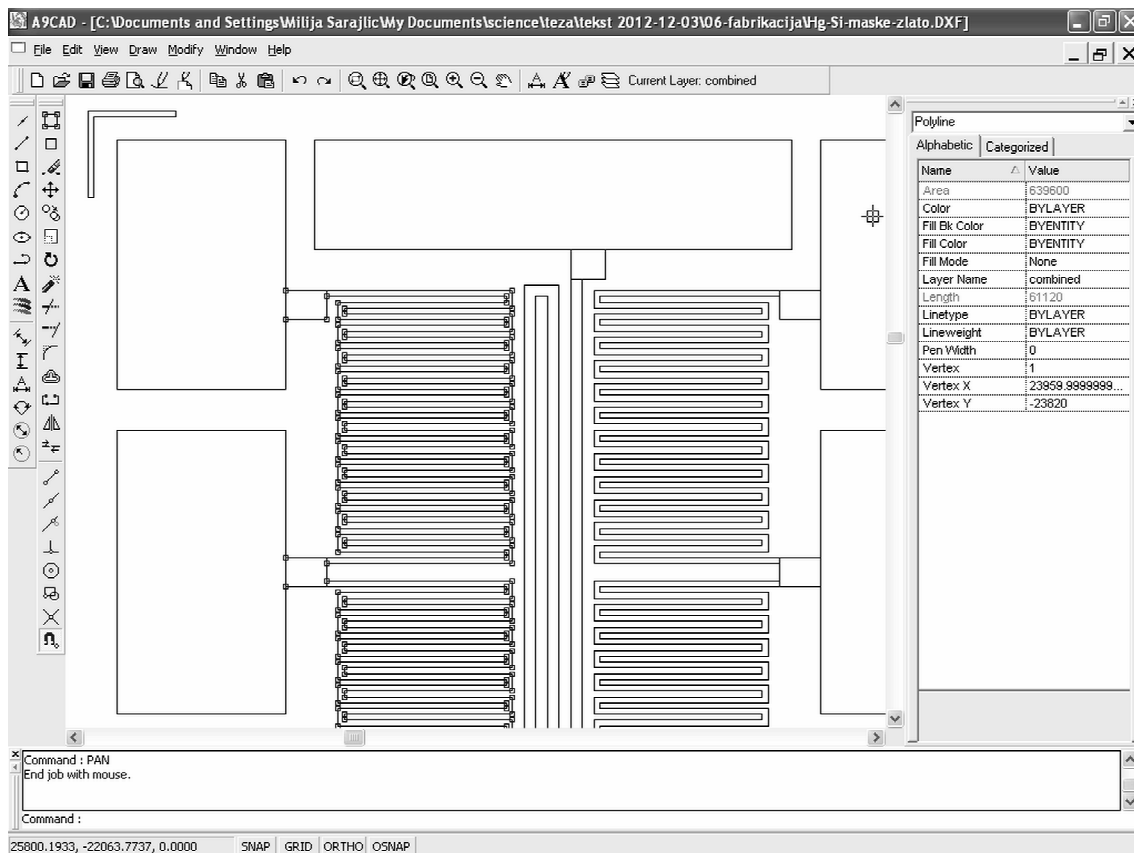 A9CAD - [C:\Documents and Settings\Milija Sarajlic\My Documents\science\teza\tekst 2012-12-03\06-fabrikacija\Hg-Si-maske-zlato.DXF]
File Edit View Draw Modify Window Help
Current Layer: combined
Polyline
Alphabetic Categorized
Name Value
Area 639600
Color BYLAYER
Fill Bk Color BYENTITY
Fill Color BYENTITY
Fill Mode None
Layer Name combined
Length 61120
Linetype BYLAYER
Lineweight BYLAYER
Pen Width 0
Vertex 1
Vertex X 23959.9999999...
Vertex Y -23820
Command : PAN
End job with mouse.
Command :
25800.1933, -22063.7737, 0.0000 SNAP GRID ORTHO OSNAP